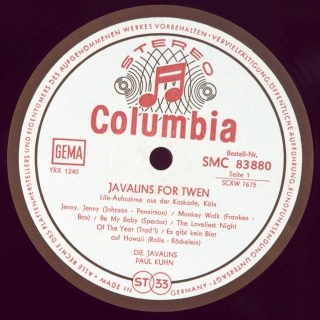 ALLE RECHTE DES PLATTENHERSTELLERS UND EIGENTÜMERS DES AUFGENOMMENEN WERKES VORBEHALTEN · VERVIELFÄLTIGUNG, ÖFFENTLICHE AUFFÜHRUNG, RUNDFUNKSENDUNG UNTERSAGT ·
STEREO
Columbia
Bestell-Nr.
GEMA
SMC 83880
YRX 1240
Seite 1
SCXW 7675
JAVALINS FOR TWEN
Life-Aufnahme aus der Kaskade, Köln
Jenny, Jenny (Johnson - Penniman) / Monkey Walk (Franken -
Box) / Be My Baby (Spector) / The Loveliest Night
Of The Year (Trad') / Es gibt kein Bier
auf Hawaii (Rolle - Räckelein)
DIE JAVALINS
PAUL KUHN
MADE IN
ST 33
GERMANY